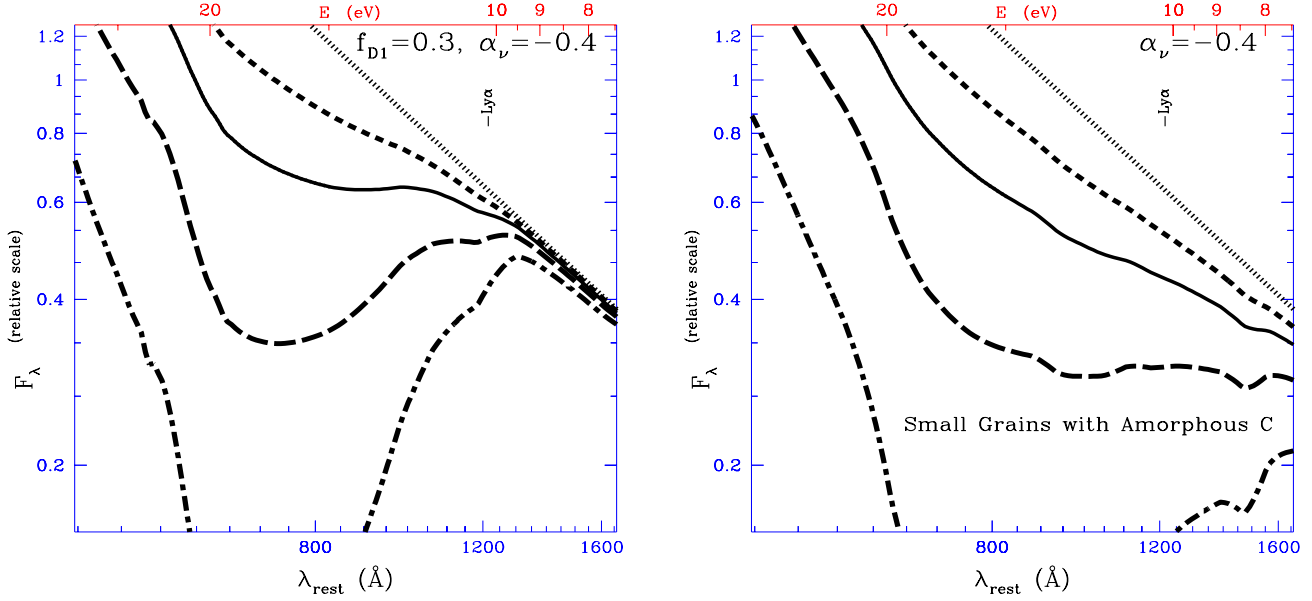 20 E (eV) 10 9 8
1.2
1
0.8
0.6
0.4
0.2
f_D1=0.3, α_ν=−0.4
−Lyα
F_λ (relative scale)
800 1200 1600
λ_rest (Å)
20 E (eV) 10 9 8
1.2
1
0.8
0.6
0.4
0.2
α_ν=−0.4
−Lyα
Small Grains with Amorphous C
F_λ (relative scale)
800 1200 1600
λ_rest (Å)